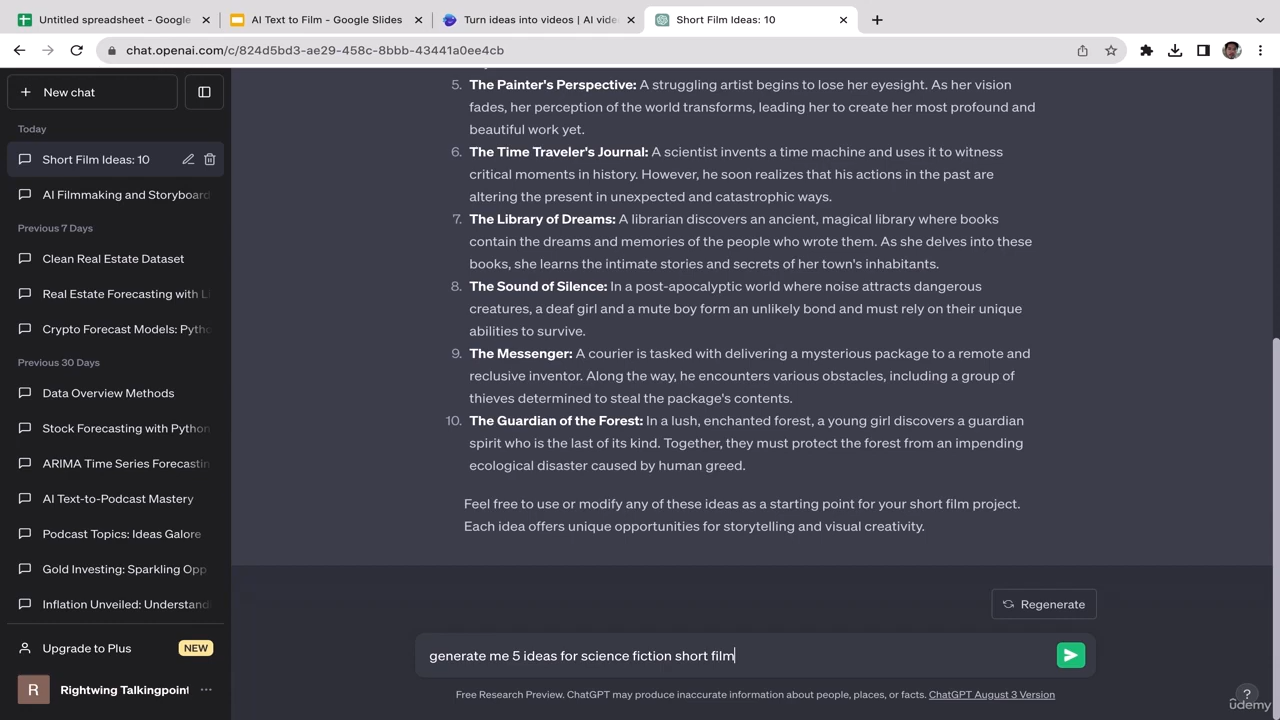 Untitled spreadsheet - Google
AI Text to Film - Google Slides
Turn ideas into videos | AI vide
Short Film Ideas: 10
chat.openai.com/c/824d5bd3-ae29-458c-8bbb-43441a0ee4cb
New chat
Today
Short Film Ideas: 10
AI Filmmaking and Storyboard
Previous 7 Days
Clean Real Estate Dataset
Real Estate Forecasting with L
Crypto Forecast Models: Pytho
Previous 30 Days
Data Overview Methods
Stock Forecasting with Python
ARIMA Time Series Forecastin
AI Text-to-Podcast Mastery
Podcast Topics: Ideas Galore
Gold Investing: Sparkling Opp
Inflation Unveiled: Understand
Upgrade to Plus NEW
R Rightwing Talkingpoint
5. The Painter's Perspective: A struggling artist begins to lose her eyesight. As her vision
fades, her perception of the world transforms, leading her to create her most profound and
beautiful work yet.
6. The Time Traveler's Journal: A scientist invents a time machine and uses it to witness
critical moments in history. However, he soon realizes that his actions in the past are
altering the present in unexpected and catastrophic ways.
7. The Library of Dreams: A librarian discovers an ancient, magical library where books
contain the dreams and memories of the people who wrote them. As she delves into these
books, she learns the intimate stories and secrets of her town's inhabitants.
8. The Sound of Silence: In a post-apocalyptic world where noise attracts dangerous
creatures, a deaf girl and a mute boy form an unlikely bond and must rely on their unique
abilities to survive.
9. The Messenger: A courier is tasked with delivering a mysterious package to a remote and
reclusive inventor. Along the way, he encounters various obstacles, including a group of
thieves determined to steal the package's contents.
10. The Guardian of the Forest: In a lush, enchanted forest, a young girl discovers a guardian
spirit who is the last of its kind. Together, they must protect the forest from an impending
ecological disaster caused by human greed.
Feel free to use or modify any of these ideas as a starting point for your short film project.
Each idea offers unique opportunities for storytelling and visual creativity.
Regenerate
generate me 5 ideas for science fiction short film
Free Research Preview. ChatGPT may produce inaccurate information about people, places, or facts. ChatGPT August 3 Version
?
ûdemy